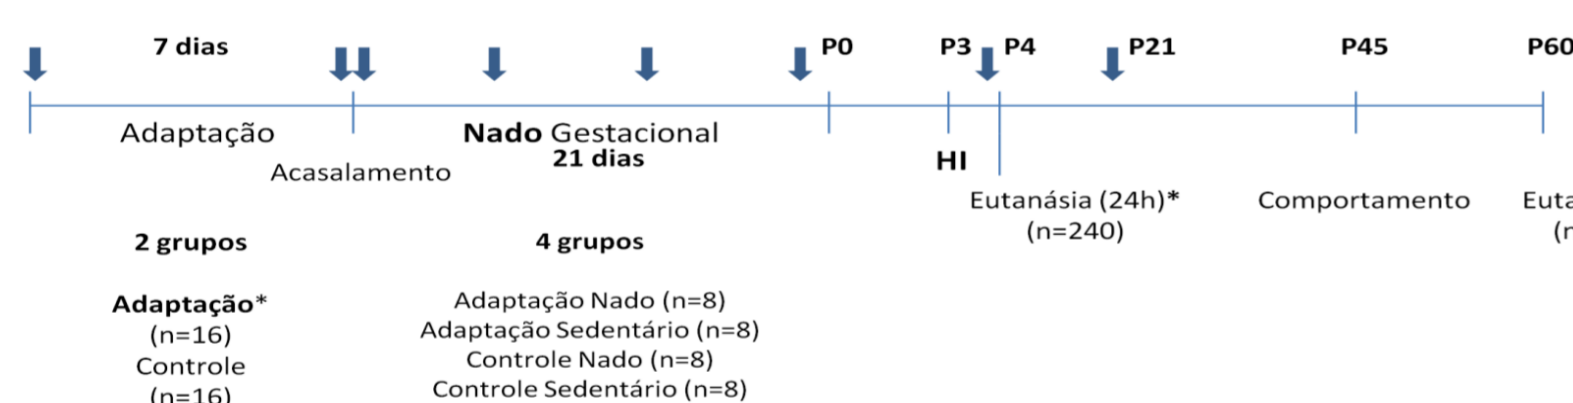 7 dias P0 P3 P4 P21 P45 P60
Adaptação Nado Gestacional
21 dias HI
Acasalamento
Eutanásia (24h)* Comportamento
(n=240)
2 grupos 4 grupos
Adaptação* Adaptação Nado (n=8)
(n=16) Adaptação Sedentário (n=8)
Controle Controle Nado (n=8)
(n=16) Controle Sedentário (n=8)